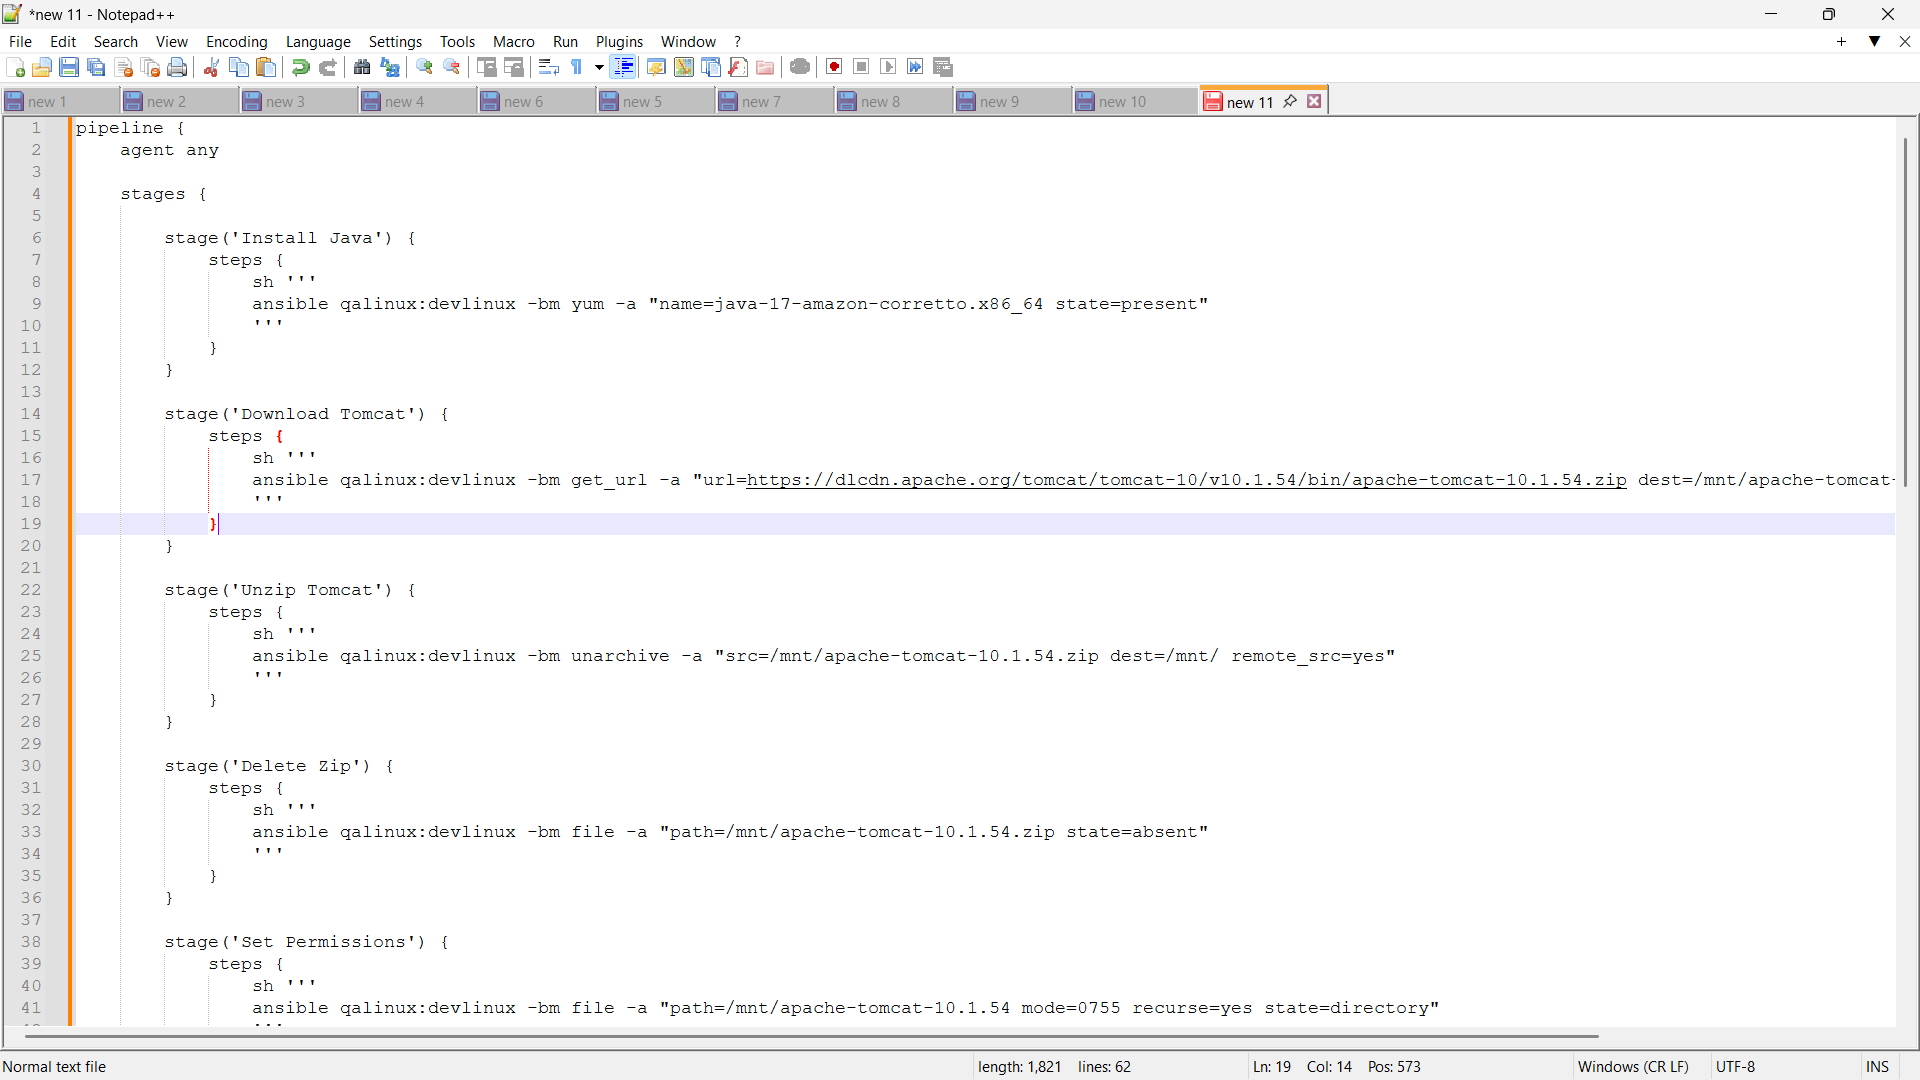 *new 11 - Notepad++
File Edit Search View Encoding Language Settings Tools Macro Run Plugins Window ?
new 1 new 2 new 3 new 4 new 6 new 5 new 7 new 8 new 9 new 10 new 11
1 pipeline {
2     agent any
3
4     stages {
5
6         stage('Install Java') {
7             steps {
8                 sh '''
9                 ansible qalinux:devlinux -bm yum -a "name=java-17-amazon-corretto.x86_64 state=present"
10                 '''
11             }
12         }
13
14         stage('Download Tomcat') {
15             steps {
16                 sh '''
17                 ansible qalinux:devlinux -bm get_url -a "url=https://dlcdn.apache.org/tomcat/tomcat-10/v10.1.54/bin/apache-tomcat-10.1.54.zip dest=/mnt/apache-tomcat-
18                 '''
19             }
20         }
21
22         stage('Unzip Tomcat') {
23             steps {
24                 sh '''
25                 ansible qalinux:devlinux -bm unarchive -a "src=/mnt/apache-tomcat-10.1.54.zip dest=/mnt/ remote_src=yes"
26                 '''
27             }
28         }
29
30         stage('Delete Zip') {
31             steps {
32                 sh '''
33                 ansible qalinux:devlinux -bm file -a "path=/mnt/apache-tomcat-10.1.54.zip state=absent"
34                 '''
35             }
36         }
37
38         stage('Set Permissions') {
39             steps {
40                 sh '''
41                 ansible qalinux:devlinux -bm file -a "path=/mnt/apache-tomcat-10.1.54 mode=0755 recurse=yes state=directory"
Normal text file length: 1,821 lines: 62 Ln: 19 Col: 14 Pos: 573 Windows (CR LF) UTF-8 INS